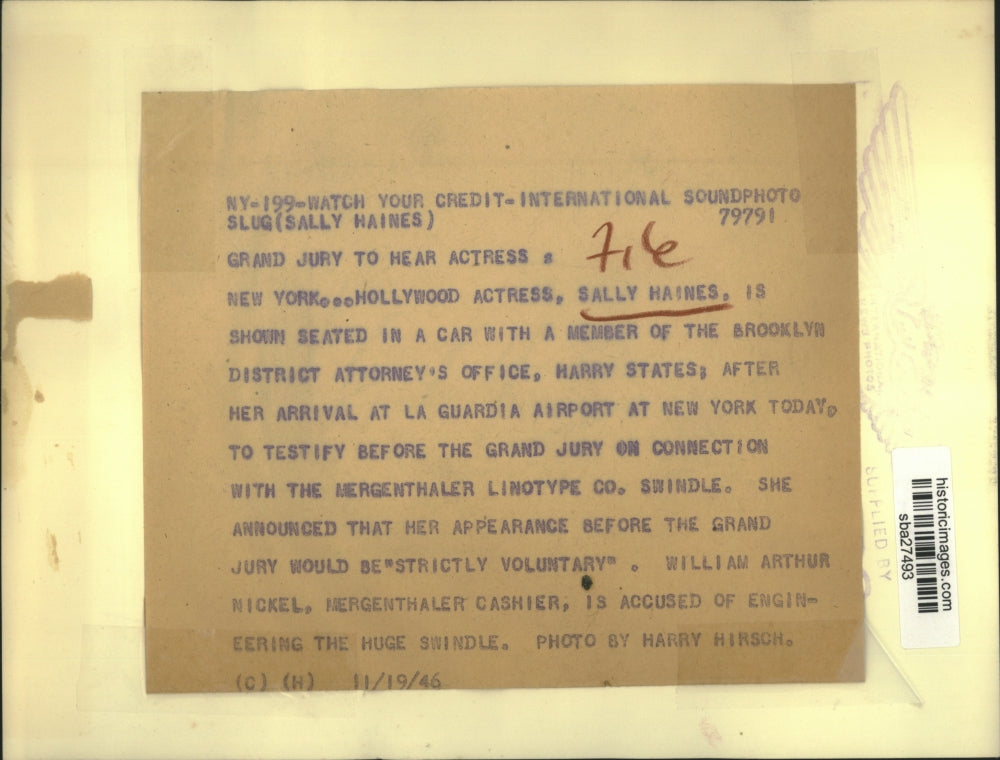 NY-199-WATCH YOUR CREDIT-INTERNATIONAL SOUNDPHOTO
SLUG(SALLY HAINES) 79791
GRAND JURY TO HEAR ACTRESS :
7,6
NEW YORK...HOLLYWOOD ACTRESS, SALLY HAINES, IS
SHOWN SEATED IN A CAR WITH A MEMBER OF THE BROOKLYN
DISTRICT ATTORNEY'S OFFICE, HARRY STATES; AFTER
HER ARRIVAL AT LA GUARDIA AIRPORT AT NEW YORK TODAY,
TO TESTIFY BEFORE THE GRAND JURY ON CONNECTION
WITH THE MERGENTHALER LINOTYPE CO. SWINDLE. SHE
ANNOUNCED THAT HER APPEARANCE BEFORE THE GRAND
JURY WOULD BE"STRICTLY VOLUNTARY" . WILLIAM ARTHUR
NICKEL, MERGENTHALER CASHIER, IS ACCUSED OF ENGIN-
EERING THE HUGE SWINDLE. PHOTO BY HARRY HIRSCH.
(C) (H) 11/19/46
SUPPLIED BY
historicimages.com
sba27493